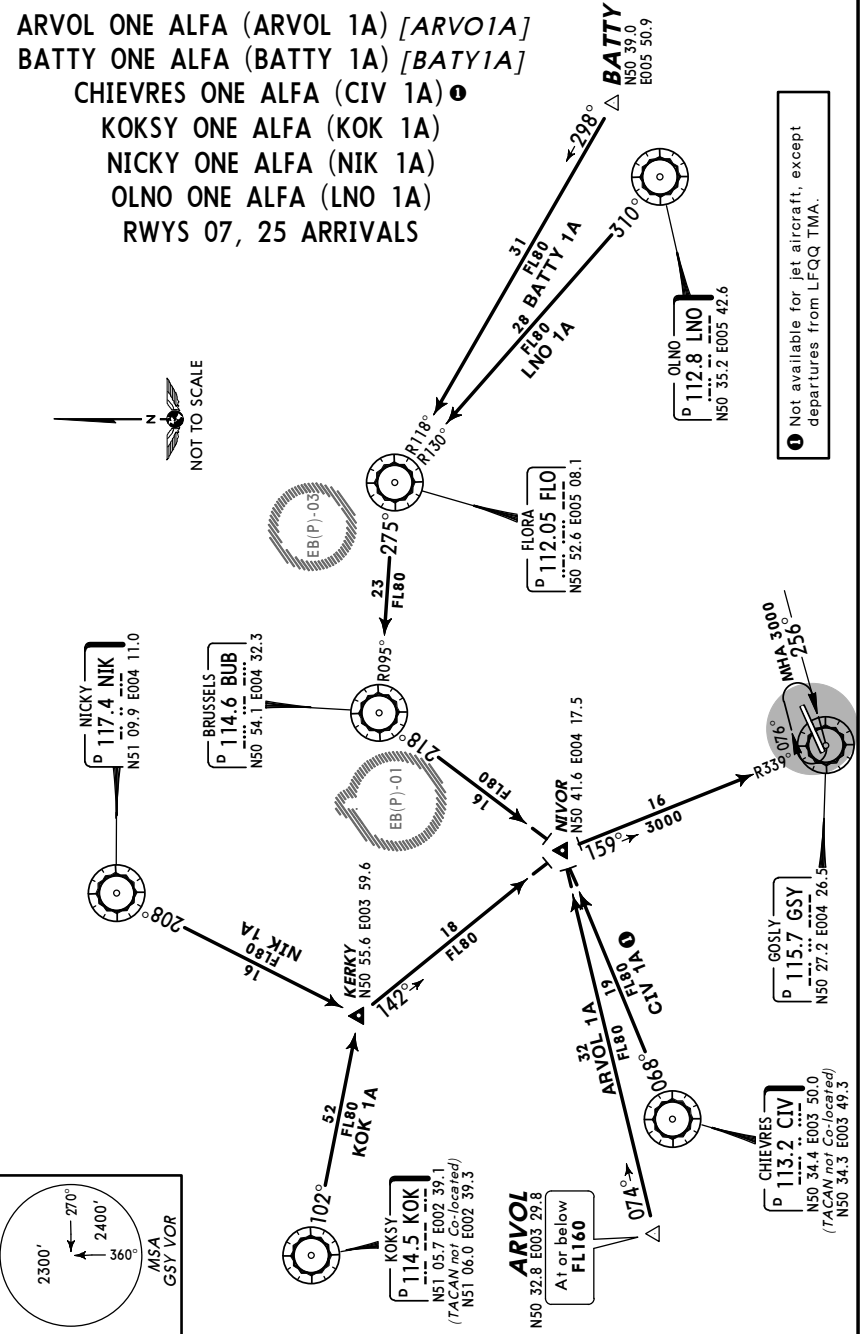 ARVOL ONE ALFA (ARVOL 1A) [ARVO1A]
BATTY ONE ALFA (BATTY 1A) [BATY1A]
CHIEVRES ONE ALFA (CIV 1A) ❶
KOKSY ONE ALFA (KOK 1A)
NICKY ONE ALFA (NIK 1A)
OLNO ONE ALFA (LNO 1A)
RWYS 07, 25 ARRIVALS
BATTY
N50 39.0
E005 50.9
298°
31
FL80
BATTY 1A
310°
28
FL80
LNO 1A
OLNO
D 112.8 LNO
N50 35.2 E005 42.6
❶ Not available for jet aircraft, except
departures from LFQQ TMA.
N
NOT TO SCALE
R118°
R130°
EB(P)-03
275°
23
FL80
R095°
FLORA
D 112.05 FLO
N50 52.6 E005 08.1
NICKY
D 117.4 NIK
N51 09.9 E004 11.0
BRUSSELS
D 114.6 BUB
N50 54.1 E004 32.3
218°
16
FL80
EB(P)-01
208°
16
FL80
NIK 1A
KERKY
N50 55.6 E003 59.6
142°
18
FL80
NIVOR
N50 41.6 E004 17.5
159°
16
3000
R339°
076°
MHA 3000
256°
GOSLY
D 115.7 GSY
N50 27.2 E004 26.5
102°
52
FL80
KOK 1A
KOKSY
D 114.5 KOK
N51 05.7 E002 39.1
(TACAN not Co-located)
N51 06.0 E002 39.3
ARVOL
N50 32.8 E003 29.8
At or below
FL160
074°
32
ARVOL 1A
FL80
068°
19
FL80
CIV 1A ❶
CHIEVRES
D 113.2 CIV
N50 34.4 E003 50.0
(TACAN not Co-located)
N50 34.3 E003 49.3
2300'
270°
2400'
360°
MSA
GSY VOR